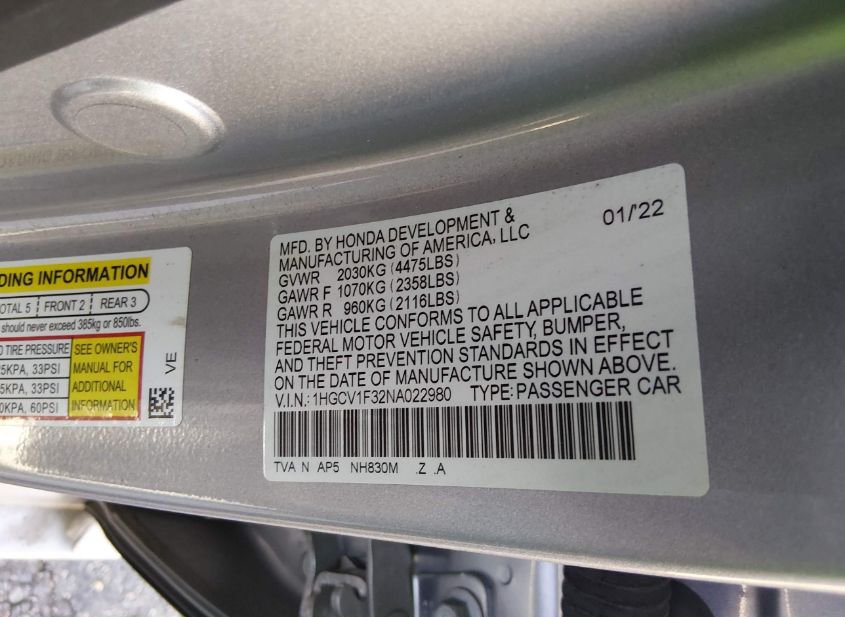 DING INFORMATION
OTAL 5 FRONT 2 REAR 3
should never exceed 385kg or 850lbs.
TIRE PRESSURE
5KPA, 33PSI
5KPA, 33PSI
0KPA, 60PSI
SEE OWNER'S
MANUAL FOR
ADDITIONAL
INFORMATION
VE
MFD. BY HONDA DEVELOPMENT & 01/'22
MANUFACTURING OF AMERICA, LLC
GVWR 2030KG (4475LBS)
GAWR F 1070KG (2358LBS)
GAWR R 960KG (2116LBS)
THIS VEHICLE CONFORMS TO ALL APPLICABLE
FEDERAL MOTOR VEHICLE SAFETY, BUMPER,
AND THEFT PREVENTION STANDARDS IN EFFECT
ON THE DATE OF MANUFACTURE SHOWN ABOVE.
V.I.N.: 1HGCV1F32NA022980 TYPE: PASSENGER CAR
TVA N AP5 NH830M .Z .A